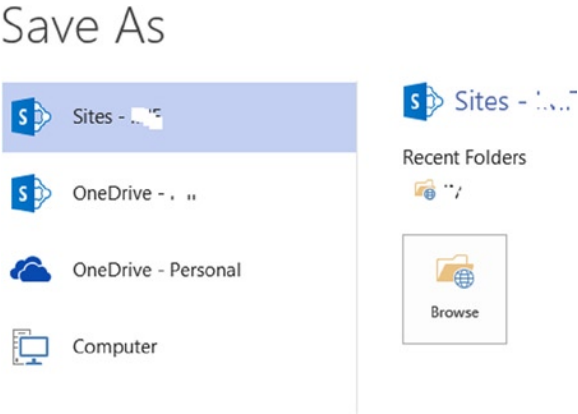 Save As
Sites -
OneDrive -
OneDrive - Personal
Computer
Sites -
Recent Folders
Browse